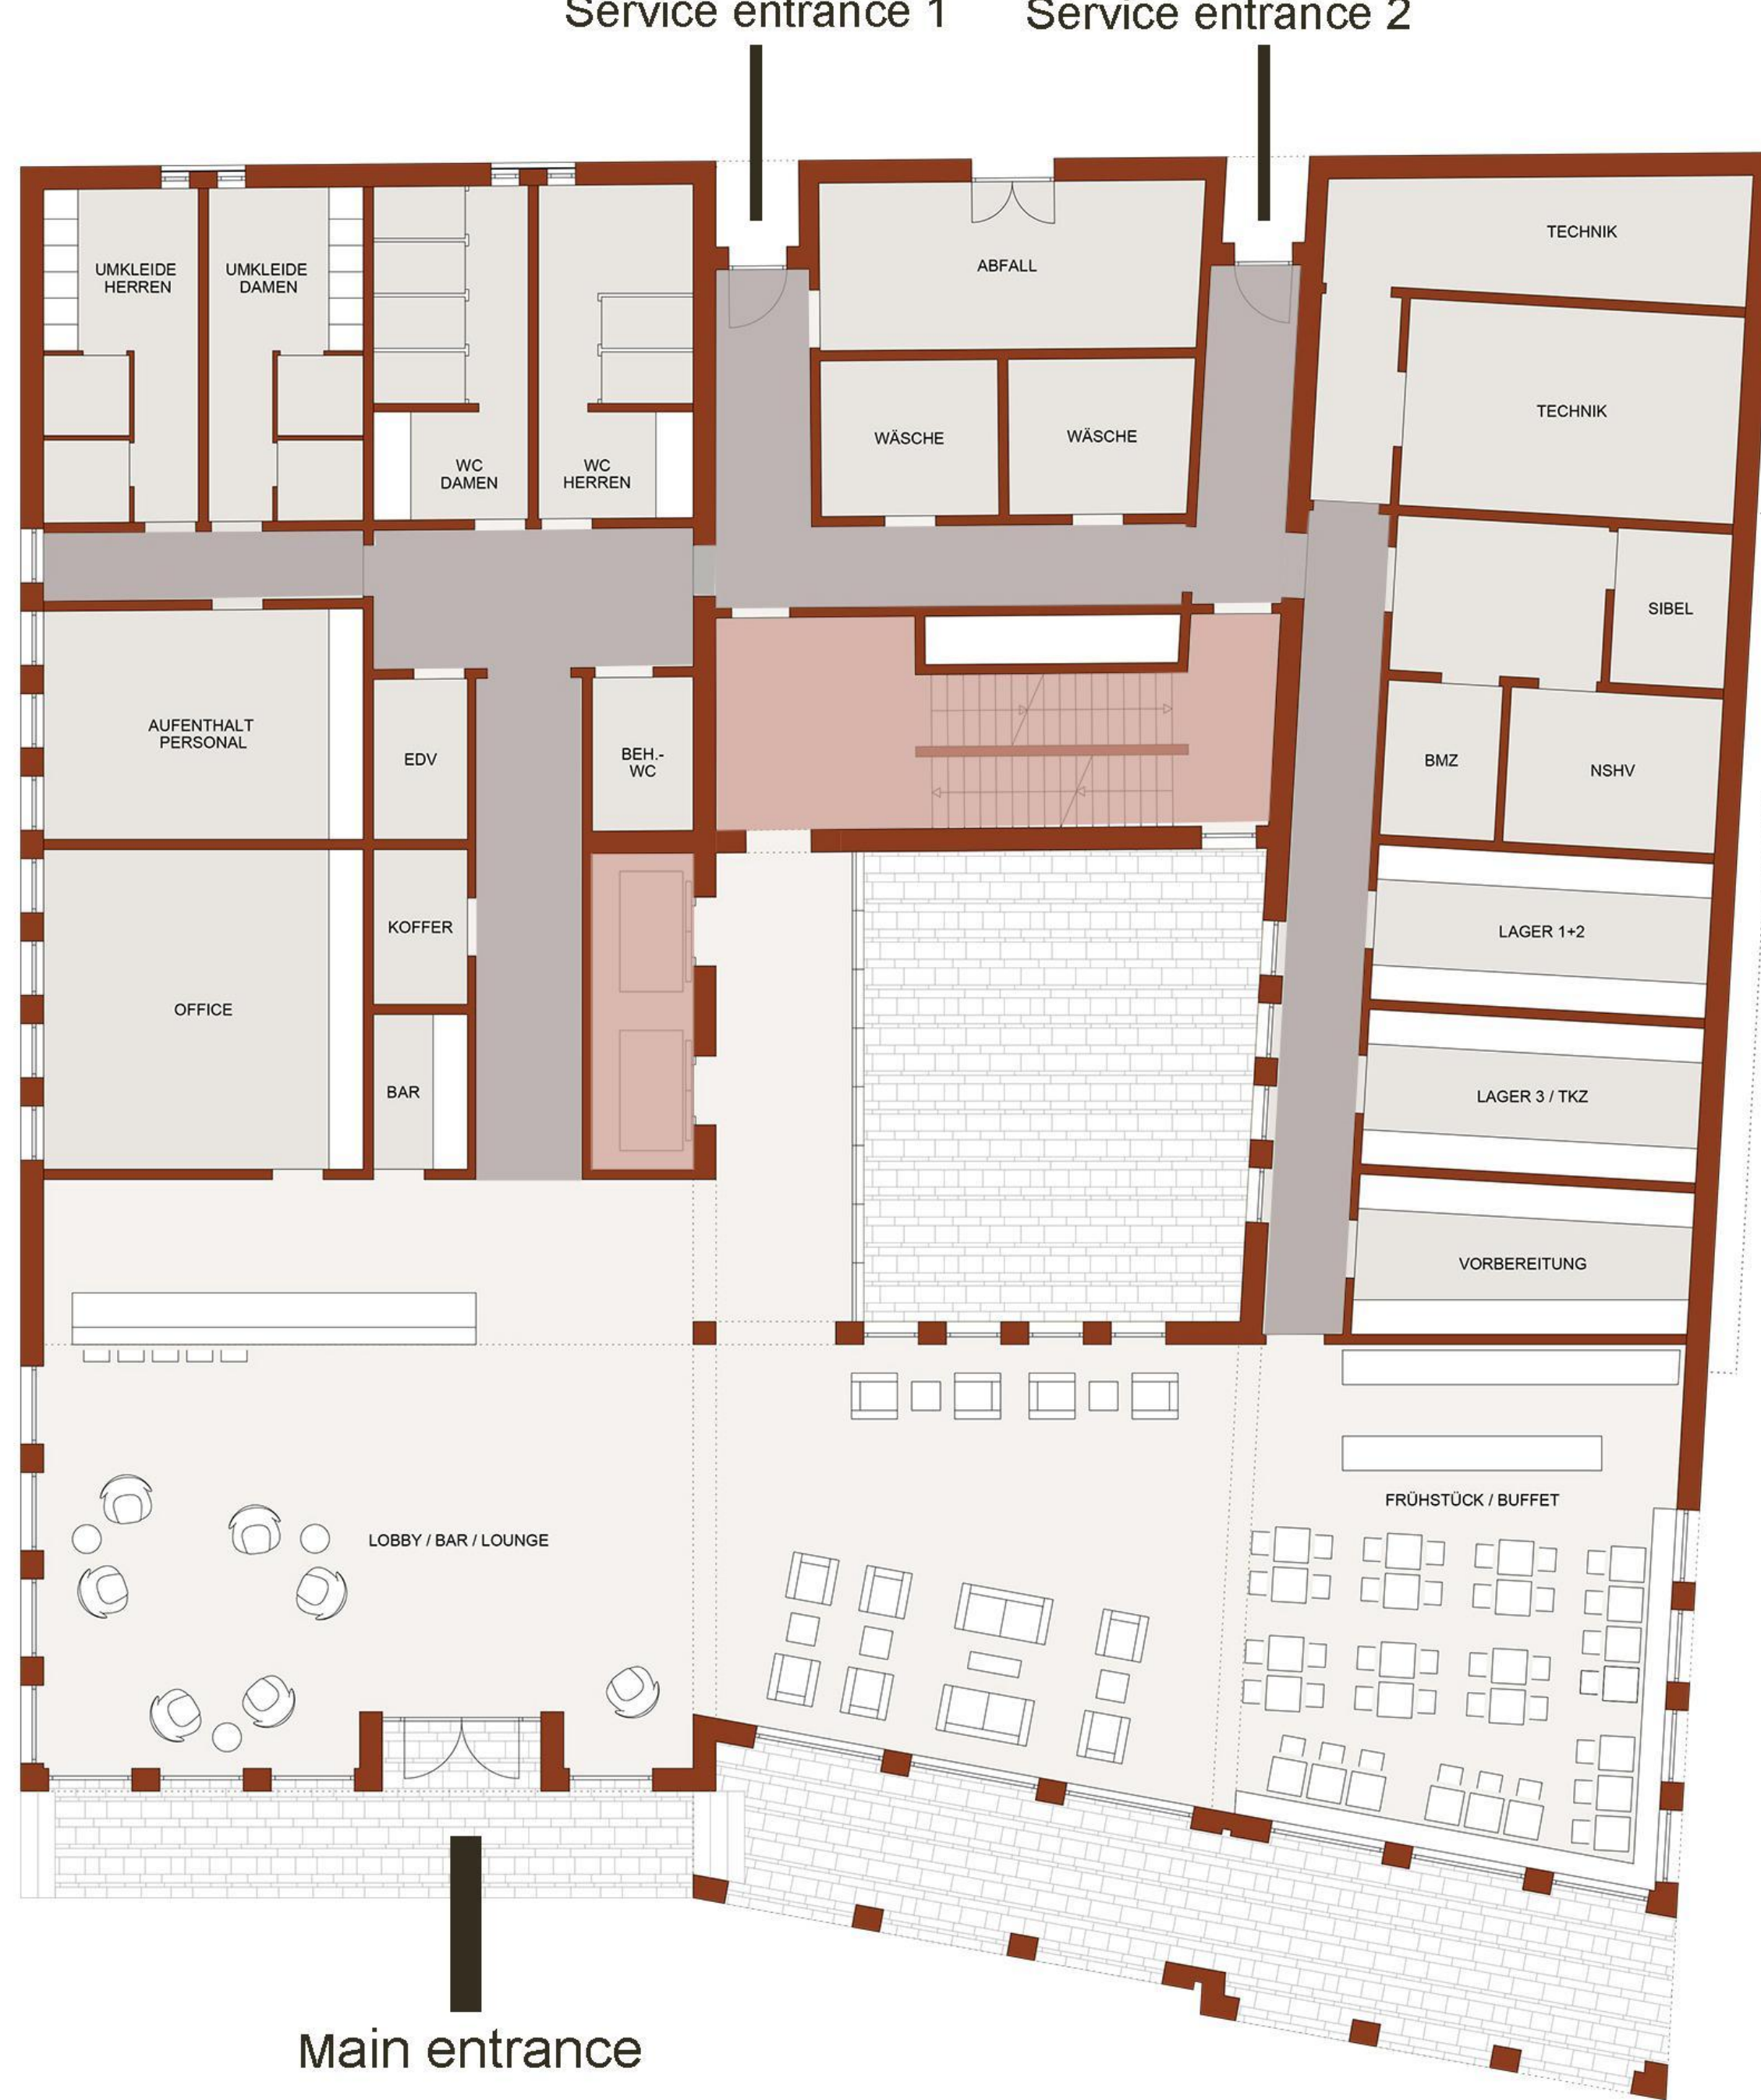 Service entrance 1
Service entrance 2
TECHNIK
ABFALL
UMKLEIDE
HERREN
UMKLEIDE
DAMEN
TECHNIK
WÄSCHE
WÄSCHE
WC
DAMEN
WC
HERREN
SIBEL
AUFENTHALT
PERSONAL
EDV
BEH.-
WC
BMZ
NSHV
KOFFER
LAGER 1+2
OFFICE
BAR
LAGER 3 / TKZ
VORBEREITUNG
FRÜHSTÜCK / BUFFET
LOBBY / BAR / LOUNGE
Main entrance